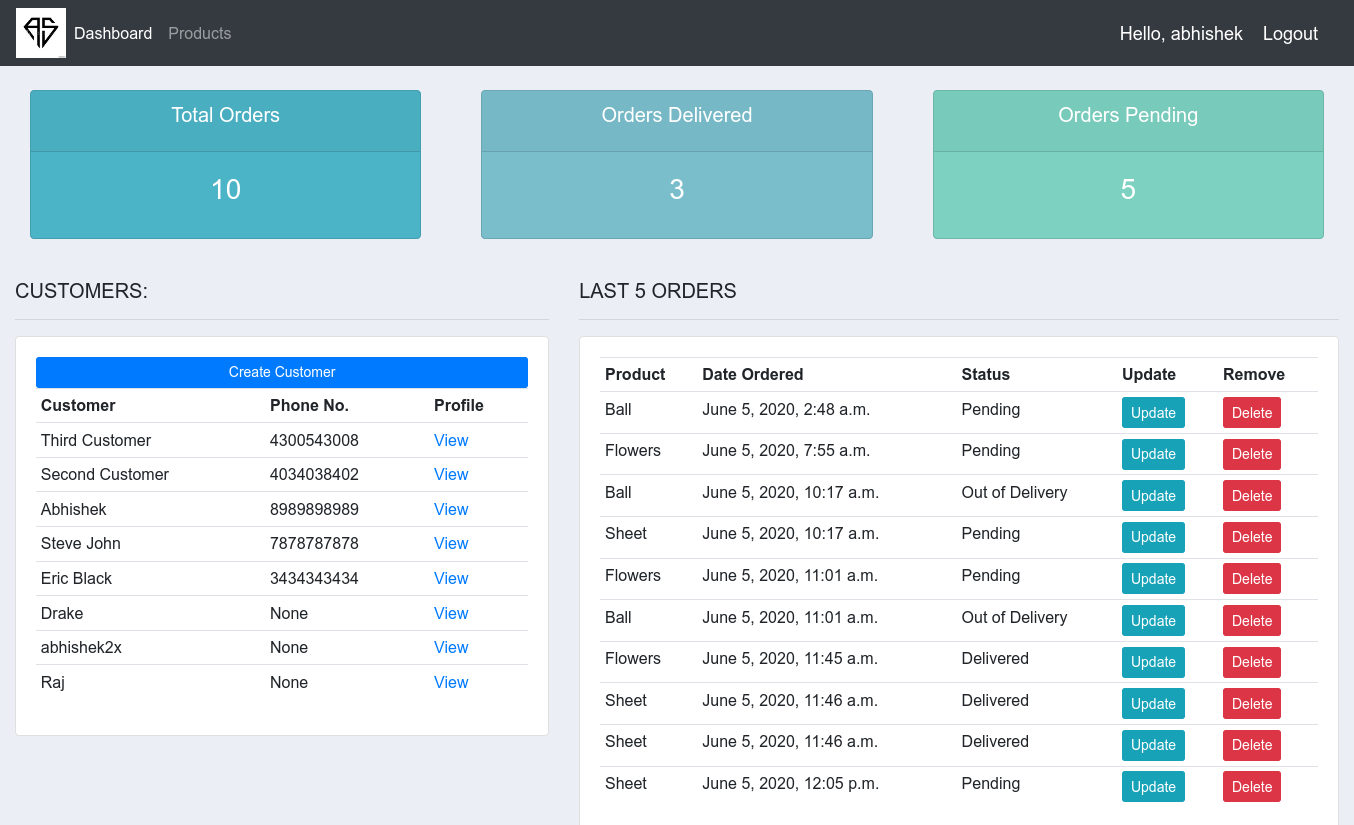 Dashboard Products Hello, abhishek Logout
Total Orders
10
Orders Delivered
3
Orders Pending
5
CUSTOMERS:
Create Customer
Customer Phone No. Profile
Third Customer 4300543008 View
Second Customer 4034038402 View
Abhishek 8989898989 View
Steve John 7878787878 View
Eric Black 3434343434 View
Drake None View
abhishek2x None View
Raj None View
LAST 5 ORDERS
Product Date Ordered Status Update Remove
Ball June 5, 2020, 2:48 a.m. Pending Update Delete
Flowers June 5, 2020, 7:55 a.m. Pending Update Delete
Ball June 5, 2020, 10:17 a.m. Out of Delivery Update Delete
Sheet June 5, 2020, 10:17 a.m. Pending Update Delete
Flowers June 5, 2020, 11:01 a.m. Pending Update Delete
Ball June 5, 2020, 11:01 a.m. Out of Delivery Update Delete
Flowers June 5, 2020, 11:45 a.m. Delivered Update Delete
Sheet June 5, 2020, 11:46 a.m. Delivered Update Delete
Sheet June 5, 2020, 11:46 a.m. Delivered Update Delete
Sheet June 5, 2020, 12:05 p.m. Pending Update Delete